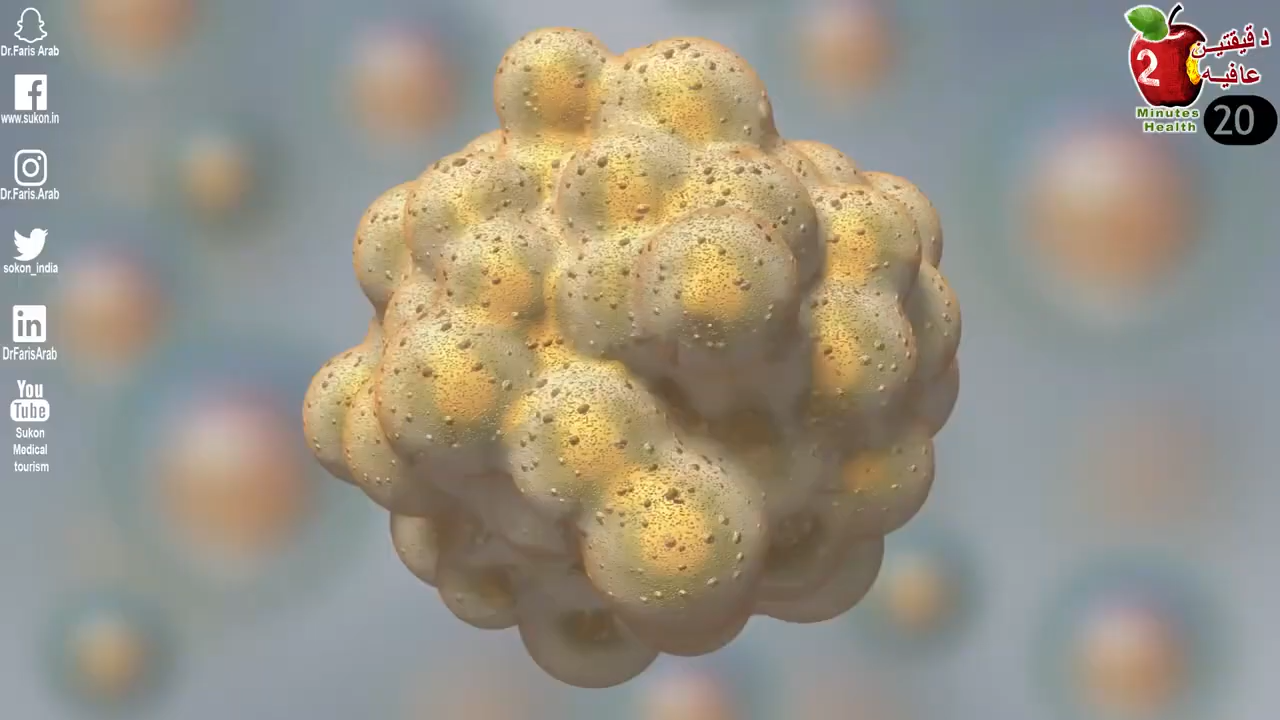 Dr.Faris Arab
www.sukon.in
Dr.Faris.Arab
sokon_india
in
DrFarisArab
You
Tube
Sukon
Medical
tourism
دقيقتين
عافيه
2
Minutes
Health
20